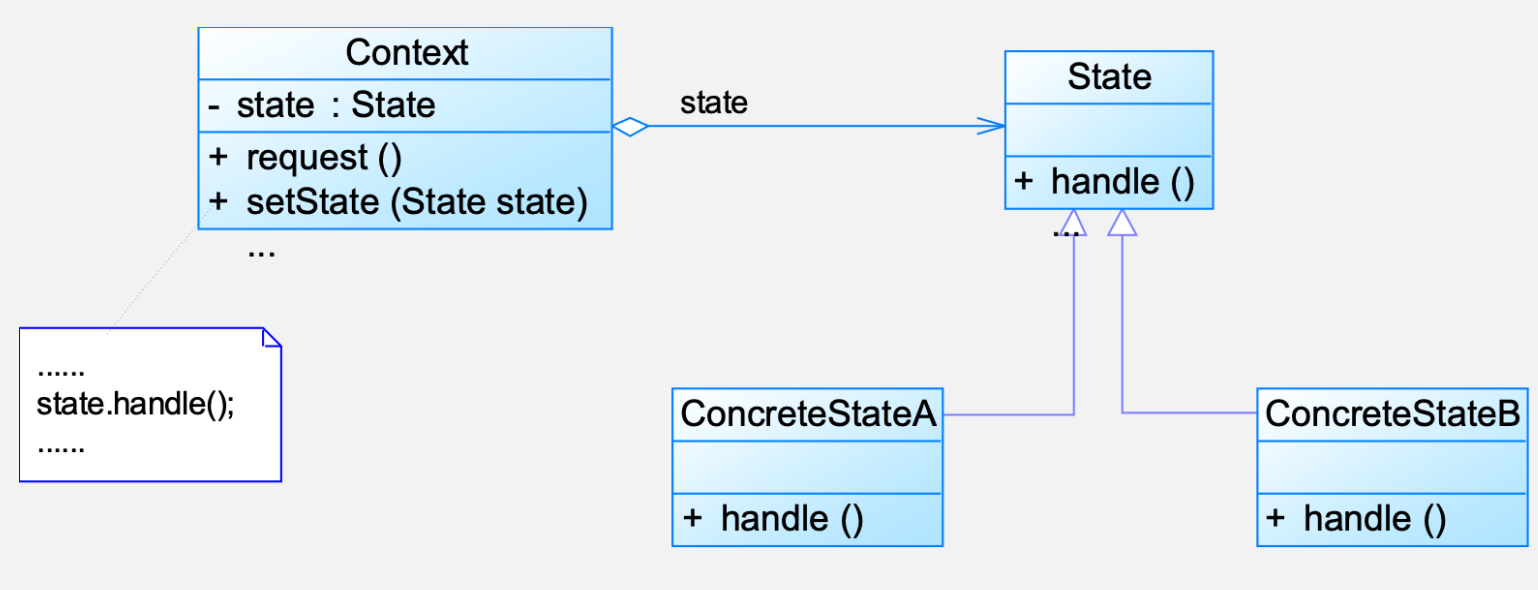 Context
- state : State
+ request ()
+ setState (State state)
...
state
State
+ handle ()
...
......
state.handle();
......
ConcreteStateA
+ handle ()
ConcreteStateB
+ handle ()